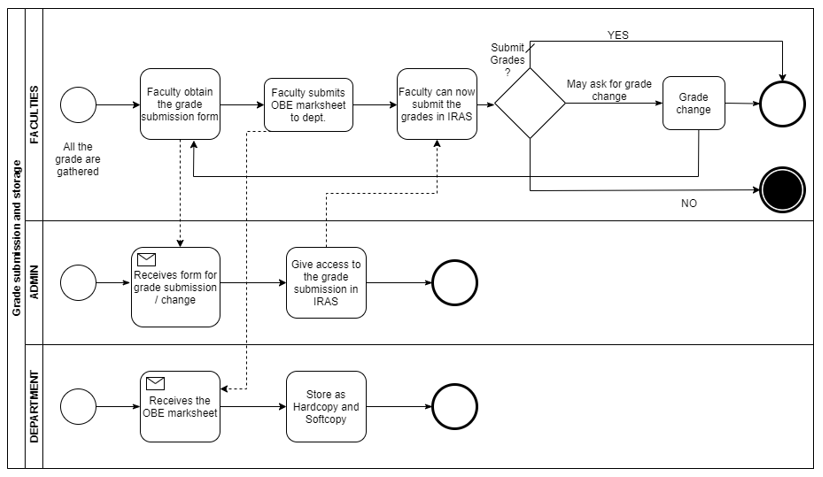 Grade submission and storage
FACULTIES
All the
grade are
gathered
Faculty obtain
the grade
submission form
Faculty submits
OBE marksheet
to dept.
Faculty can now
submit the
grades in IRAS
Submit
Grades
?
YES
May ask for grade
change
Grade
change
NO
ADMIN
Receives form for
grade submission
/ change
Give access to
the grade
submission in
IRAS
DEPARTMENT
Receives the
OBE marksheet
Store as
Hardcopy and
Softcopy